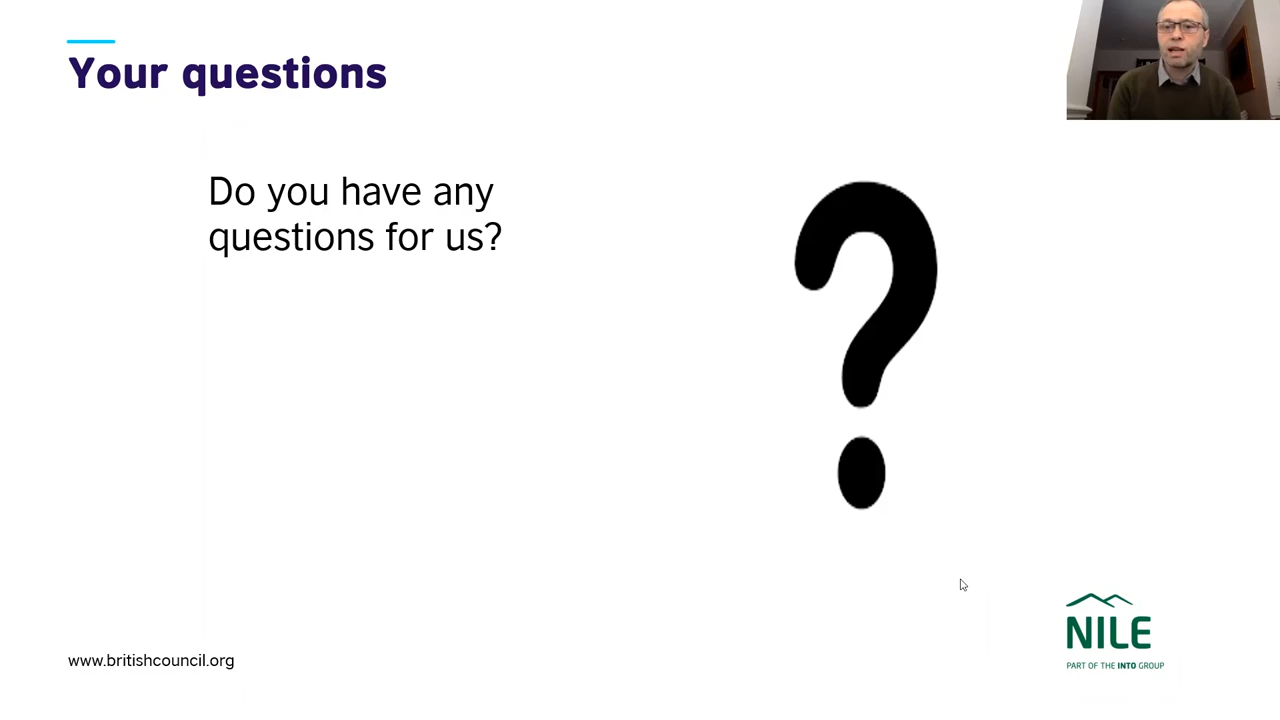 Your questions
Do you have any
questions for us?
?
www.britishcouncil.org
NILE
PART OF THE INTO GROUP